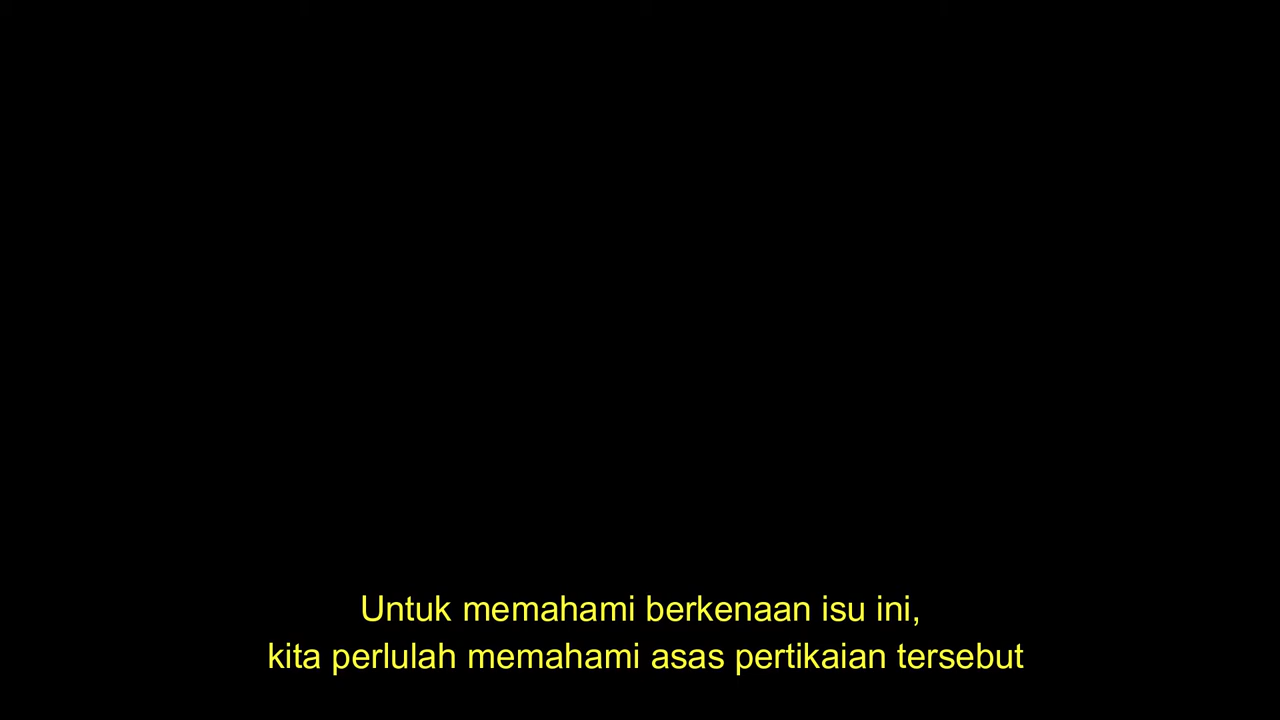 Untuk memahami berkenaan isu ini,
kita perlulah memahami asas pertikaian tersebut